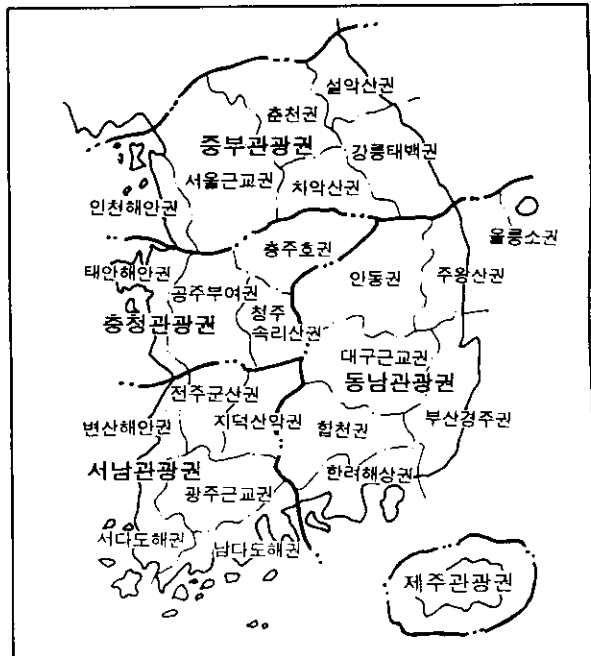 설악산권
춘천권
중부관광권
강릉태백권
서울근교권
치악산권
인천해안권
울릉소권
충주호권
태안해안권
안동권
주왕산권
공주부여권
청주
속리산권
충청관광권
대구근교권
동남관광권
전주군산권
변산해안권
지덕산악권
합천권
부산경주권
서남관광권
한려해상권
광주근교권
서다도해권
남다도해권
제주관광권